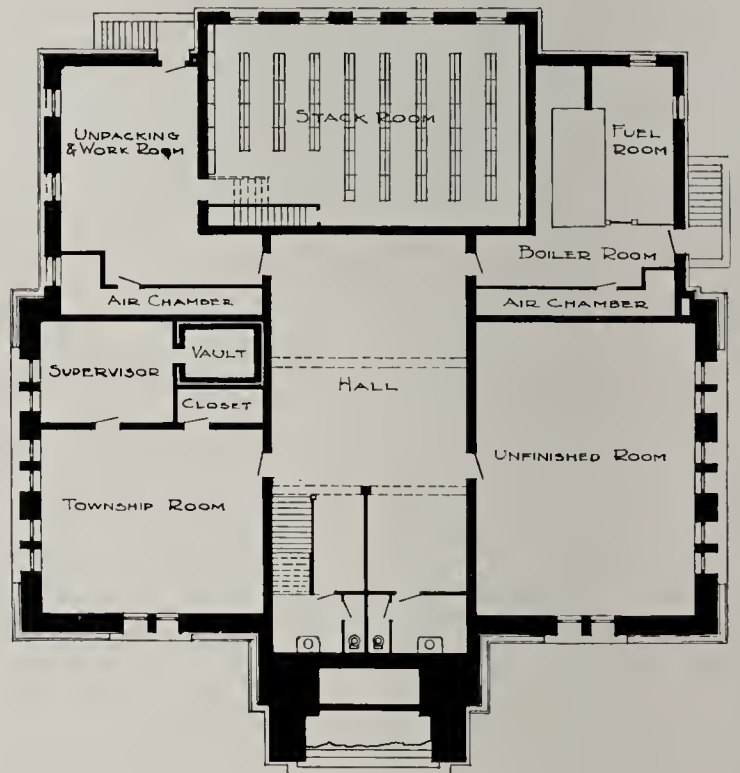 STACK ROOM
UNPACKING
& WORK ROOM
FUEL
ROOM
BOILER ROOM
AIR CHAMBER
AIR CHAMBER
SUPERVISOR
VAULT
CLOSET
HALL
UNFINISHED ROOM
TOWNSHIP ROOM